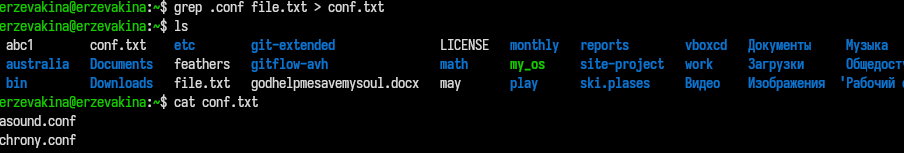 erzevakina@erzevakina:~$ grep .conf file.txt > conf.txt
erzevakina@erzevakina:~$ ls
abc1 conf.txt etc git-extended LICENSE monthly reports vboxcd Документы Музыка
australia Documents feathers gitflow-avh math my_os site-project work Загрузки
bin Downloads file.txt godhelpmesavemysoul.docx may play ski.plases Видео Изображения 'Рабочий
erzevakina@erzevakina:~$ cat conf.txt
asound.conf
chrony.conf